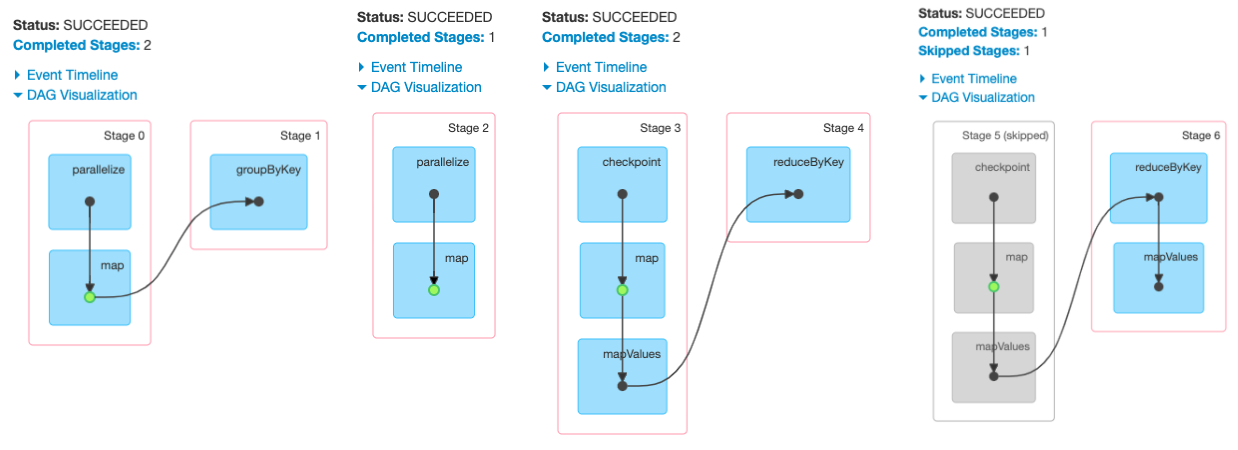 Status: SUCCEEDED
Completed Stages: 2
Event Timeline
DAG Visualization
Stage 0
parallelize
map
Stage 1
groupByKey
Status: SUCCEEDED
Completed Stages: 1
Event Timeline
DAG Visualization
Stage 2
parallelize
map
Status: SUCCEEDED
Completed Stages: 2
Event Timeline
DAG Visualization
Stage 3
checkpoint
map
mapValues
Stage 4
reduceByKey
Status: SUCCEEDED
Completed Stages: 1
Skipped Stages: 1
Event Timeline
DAG Visualization
Stage 5 (skipped)
checkpoint
map
mapValues
Stage 6
reduceByKey
mapValues